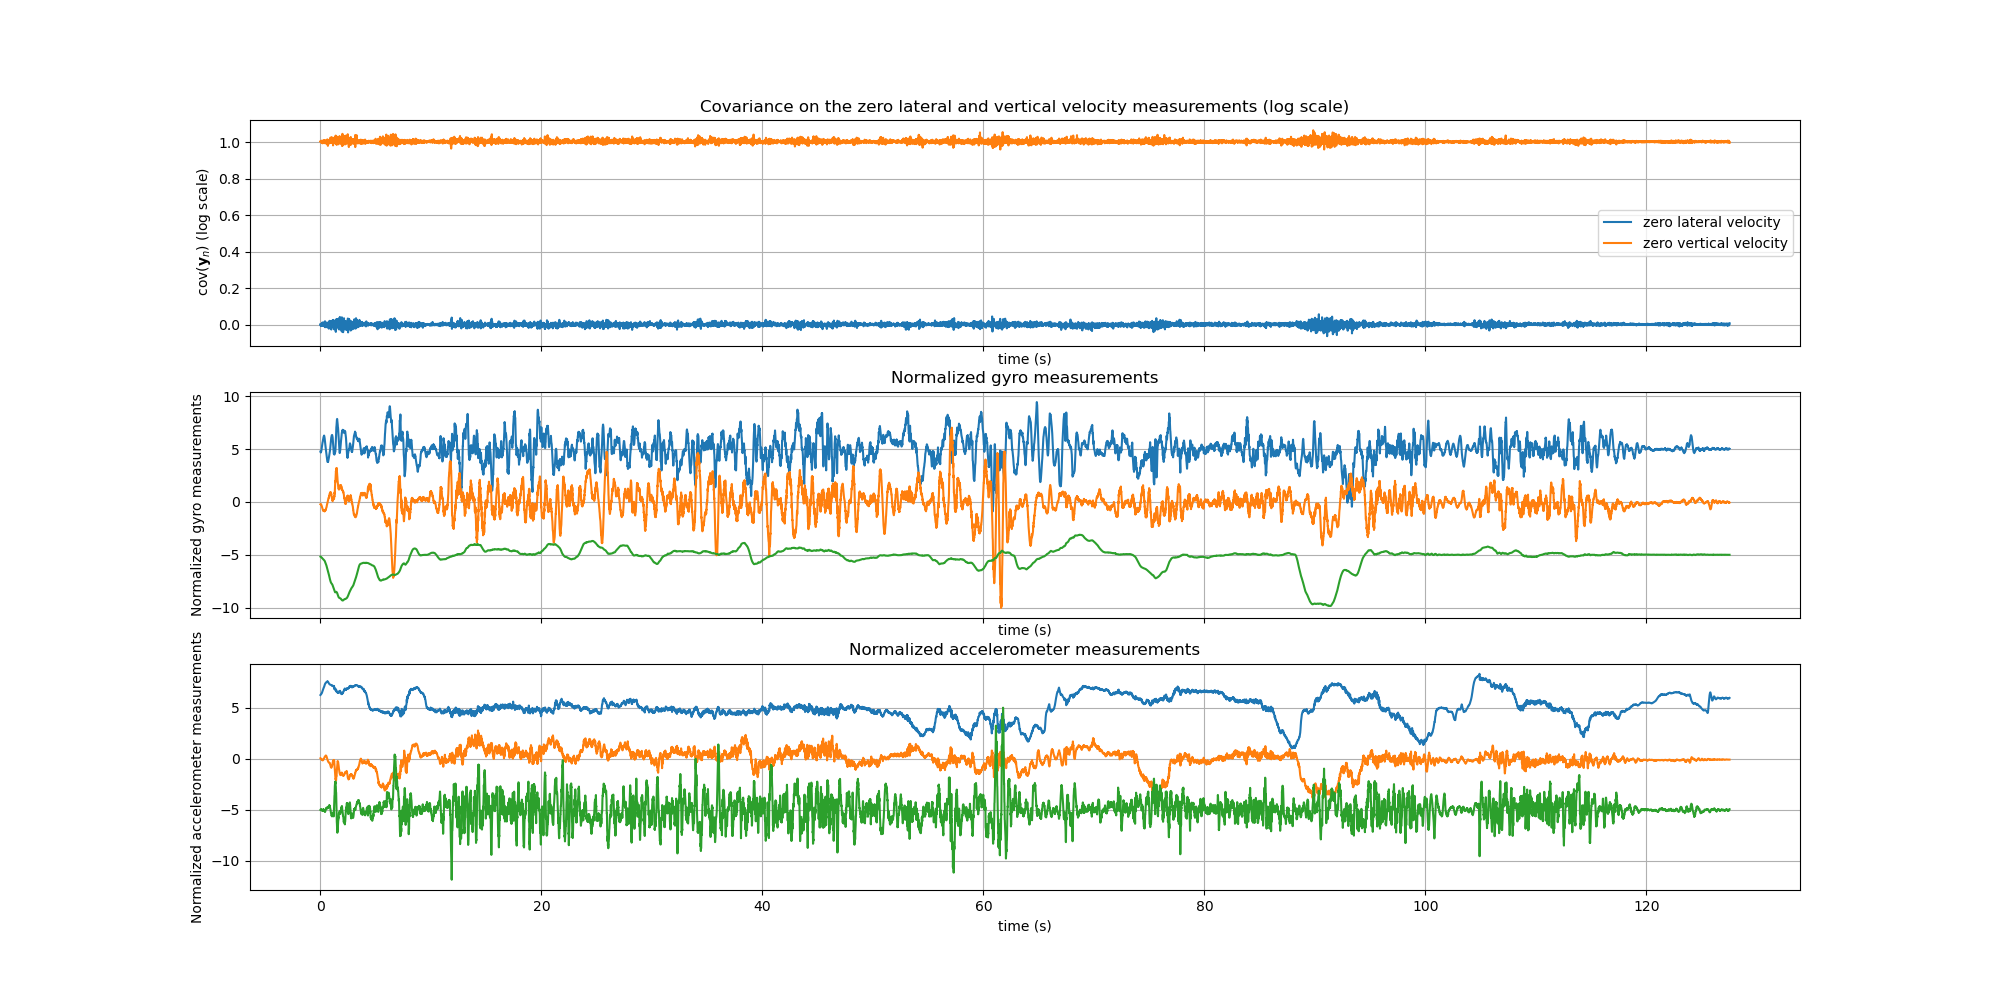 Covariance on the zero lateral and vertical velocity measurements (log scale)
cov(yₙ) (log scale)
1.0
0.8
0.6
0.4
0.2
0.0
zero lateral velocity
zero vertical velocity
time (s)
Normalized gyro measurements
Normalized gyro measurements
10
5
0
−5
−10
time (s)
Normalized accelerometer measurements
Normalized accelerometer measurements
5
0
−5
−10
0 20 40 60 80 100 120
time (s)